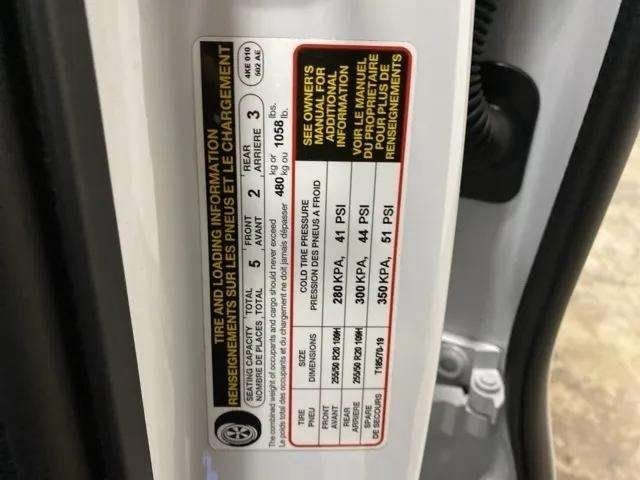 TIRE AND LOADING INFORMATION
RENSEIGNEMENTS SUR LES PNEUS ET LE CHARGEMENT
4KE 010
502 AE
SEATING CAPACITY TOTAL 5 FRONT 2 REAR 3
NOMBRE DE PLACES, TOTAL AVANT ARRIERE
The combined weight of occupants and cargo should never exceed 480 kg or 1058 lbs.
Le poids total des occupants et du chargement ne doit jamais dépasser kg ou lb.
TIRE SIZE COLD TIRE PRESSURE
PNEU DIMENSIONS PRESSION DES PNEUS A FROID
FRONT 255/50 R20 109H 280 KPA, 41 PSI
AVANT
REAR 255/50 R20 109H 300 KPA, 44 PSI
ARRIERE
SPARE T185/70-19 350 KPA, 51 PSI
DE SECOURS
SEE OWNER'S
MANUAL FOR
ADDITIONAL
INFORMATION
VOIR LE MANUEL
DU PROPRIETAIRE
POUR PLUS DE
RENSEIGNEMENTS